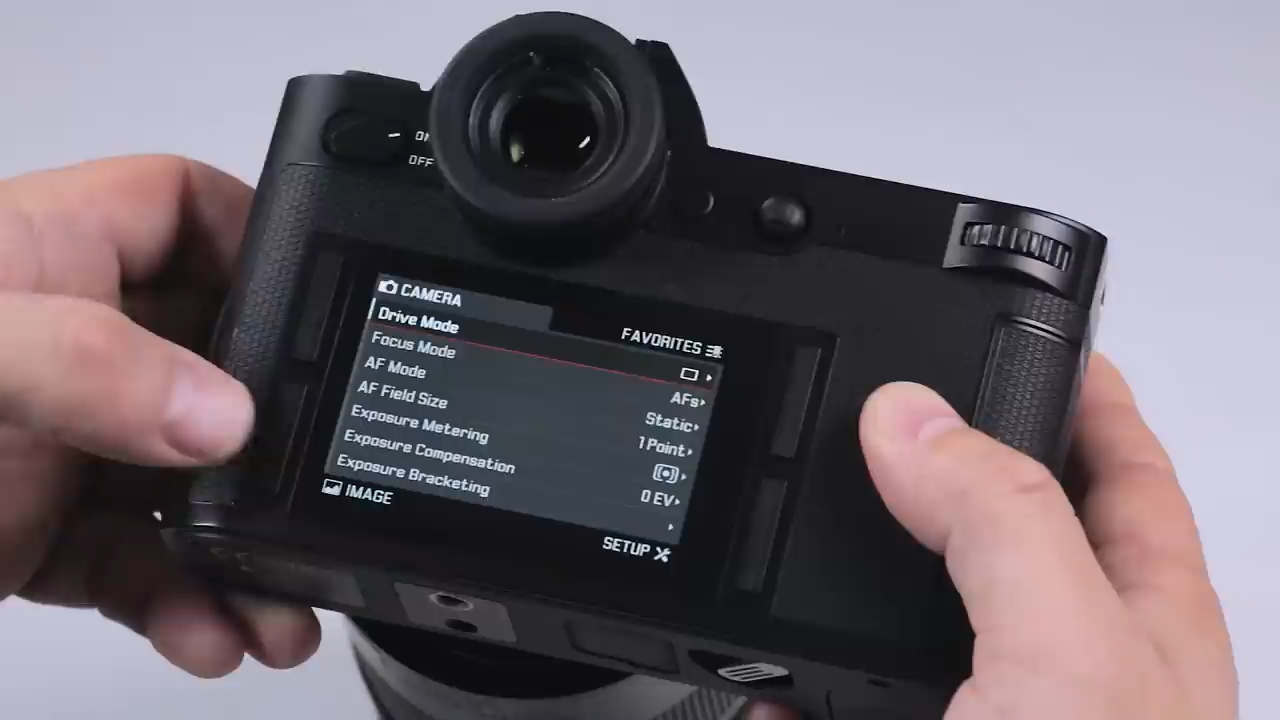 ON
OFF
CAMERA
FAVORITES
Drive Mode
Focus Mode AFs
AF Mode Static
AF Field Size 1 Point
Exposure Metering
Exposure Compensation 0 EV
Exposure Bracketing
IMAGE
SETUP